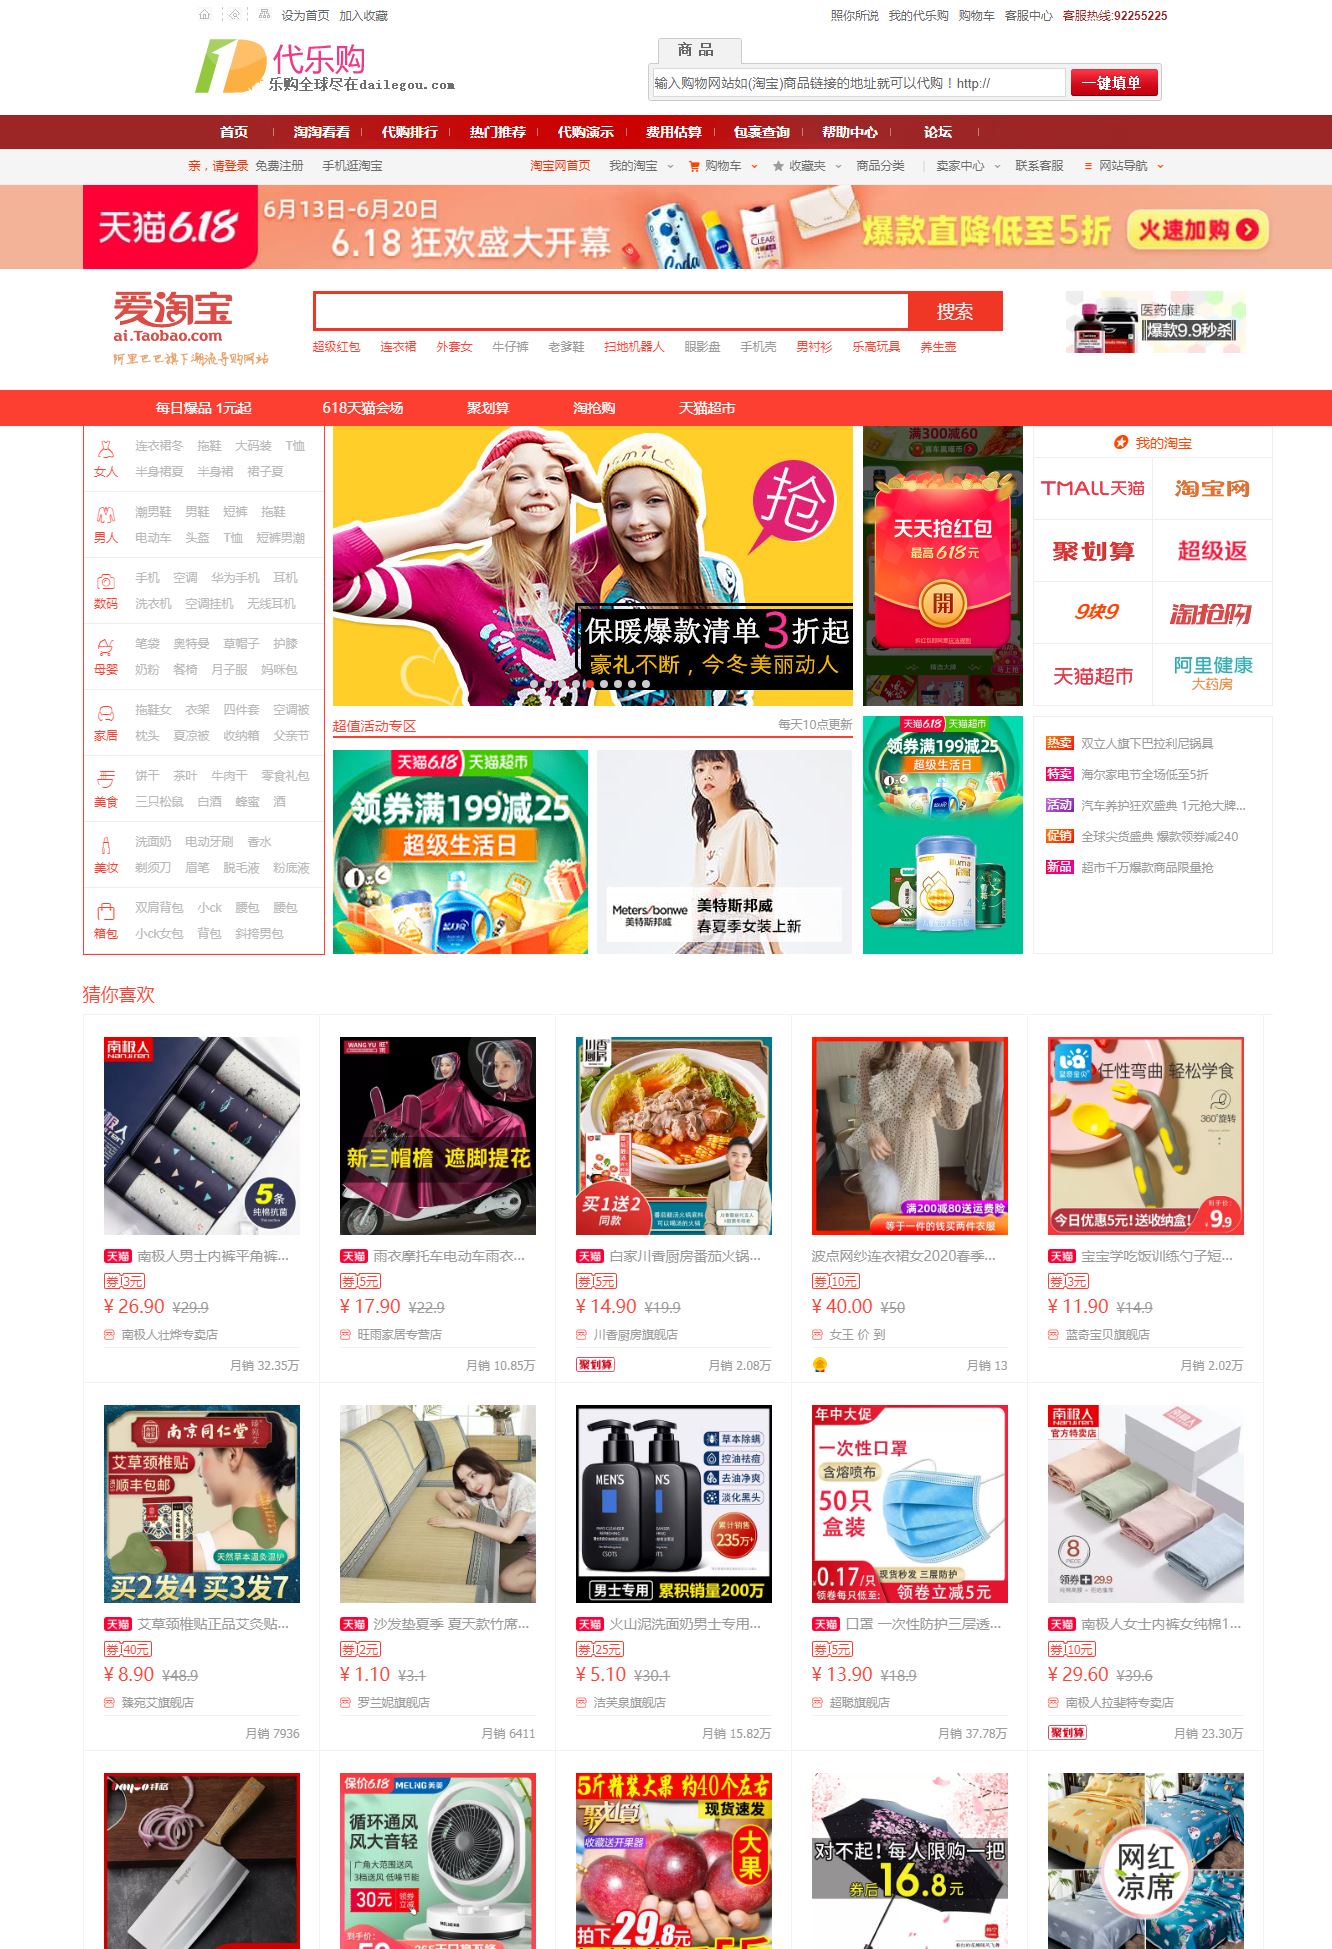 设为首页 加入收藏
照你所说 我的代乐购 购物车 客服中心 客服热线:92255225
代乐购
乐购全球尽在dailegou.com
商 品
输入购物网站如(淘宝)商品链接的地址就可以代购！http://
一键填单
首页 淘淘看看 代购排行 热门推荐 代购演示 费用估算 包裹查询 帮助中心 论坛
亲，请登录 免费注册 手机逛淘宝
淘宝网首页 我的淘宝 购物车 收藏夹 商品分类 卖家中心 联系客服 网站导航
天猫6.18
6月13日-6月20日
6.18 狂欢盛大开幕
爆款直降低至5折
火速加购
爱淘宝
ai.Taobao.com
阿里巴巴旗下潮流导购网站
搜索
超级红包 连衣裙 外套女 牛仔裤 老爹鞋 扫地机器人 眼影盘 手机壳 男衬衫 乐高玩具 养生壶
医药健康
爆款9.9秒杀
每日爆品 1元起 618天猫会场 聚划算 淘抢购 天猫超市
女人
连衣裙冬 拖鞋 大码装 T恤
半身裙夏 半身裙 裙子夏
男人
潮男鞋 男鞋 短裤 拖鞋
电动车 头盔 T恤 短裤男潮
数码
手机 空调 华为手机 耳机
洗衣机 空调挂机 无线耳机
母婴
笔袋 奥特曼 草帽子 护膝
奶粉 餐椅 月子服 妈咪包
家居
拖鞋女 衣架 四件套 空调被
枕头 夏凉被 收纳箱 父亲节
美食
饼干 茶叶 牛肉干 零食礼包
三只松鼠 白酒 蜂蜜 酒
美妆
洗面奶 电动牙刷 香水
剃须刀 眉笔 脱毛液 粉底液
箱包
双肩背包 小ck 腰包 腰包
小ck女包 背包 斜挎男包
抢
保暖爆款清单3折起
豪礼不断，今冬美丽动人
满300减60
天天抢红包
最高618元
開
精选大牌
马上抢
我的淘宝
TMALL天猫 淘宝网
聚划算 超级返
9块9 淘抢购
天猫超市 阿里健康
大药房
超值活动专区
每天10点更新
天猫6.18 天猫超市
领券满199减25
超级生活日
Meters/bonwe
美特斯邦威
美特斯邦威
春夏季女装上新
天猫6.18 天猫超市
领券满199减25
超级生活日
热卖 双立人旗下巴拉利尼锅具
特卖 海尔家电节全场低至5折
活动 汽车养护狂欢盛典 1元抢大牌...
促销 全球尖货盛典 爆款领券减240
新品 超市千万爆款商品限量抢
猜你喜欢
南极人
Nanjiren
5条
纯棉抗菌
天猫 南极人男士内裤平角裤...
券 3元
¥ 26.90 ¥29.9
南极人壮烨专卖店
月销 32.35万
WANG YU
新三帽檐 遮脚提花
天猫 雨衣摩托车电动车雨衣...
券 5元
¥ 17.90 ¥22.9
旺雨家居专营店
月销 10.85万
川香厨房
买1送2
同款
天猫 白家川香厨房番茄火锅...
券 5元
¥ 14.90 ¥19.9
川香厨房旗舰店
聚划算 月销 2.08万
满200减80送运费险
等于一件的钱买两件衣服
波点网纱连衣裙女2020春季...
券 10元
¥ 40.00 ¥50
女王 价 到
月销 13
任性弯曲 轻松学食
360°旋转
今日优惠5元！送收纳盒！
到手价：
¥9.9
天猫 宝宝学吃饭训练勺子短...
券 3元
¥ 11.90 ¥14.9
蓝奇宝贝旗舰店
月销 2.02万
南京同仁堂
艾草颈椎贴
顺丰包邮
天然草本温灸温护
买2发4 买3发7
天猫 艾草颈椎贴正品艾灸贴...
券 40元
¥ 8.90 ¥48.9
臻宛艾旗舰店
月销 7936
天猫 沙发垫夏季 夏天款竹席...
券 2元
¥ 1.10 ¥3.1
罗兰妮旗舰店
月销 6411
MEN'S
草本除螨
控油祛痘
去油净爽
淡化黑头
累计销售
235万+
男士专用 累积销量200万
天猫 火山泥洗面奶男士专用...
券 25元
¥ 5.10 ¥30.1
洁芙泉旗舰店
月销 15.82万
年中大促
一次性口罩
含熔喷布
50只
盒装
现货秒发 三层防护
0.17/只
领卷每只低至: 领卷立减5元
天猫 口罩 一次性防护三层透...
券 5元
¥ 13.90 ¥18.9
超聪旗舰店
月销 37.78万
南极人
官方特卖店
8
PIECE
领券 29.9
天猫 南极人女士内裤女纯棉1...
券 10元
¥ 29.60 ¥39.6
南极人拉斐特专卖店
聚划算 月销 23.30万
保价6.18 MELING美菱
循环通风
风大音轻
广角大范围送风
3档送风 低噪节能
30元 领券立减
5斤精装大果 约40个左右
聚划算 现货速发
收藏送开果器
大果
拍下29.8元
对不起！每人限购一把
券后16.8元
网红
凉席